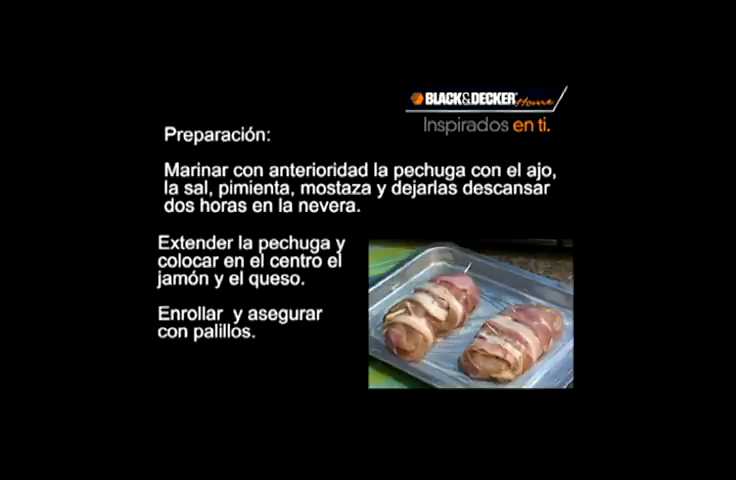 BLACK&DECKER Home
Inspirados en ti.
Preparación:
Marinar con anterioridad la pechuga con el ajo,
la sal, pimienta, mostaza y dejarlas descansar
dos horas en la nevera.
Extender la pechuga y
colocar en el centro el
jamón y el queso.
Enrollar y asegurar
con palillos.